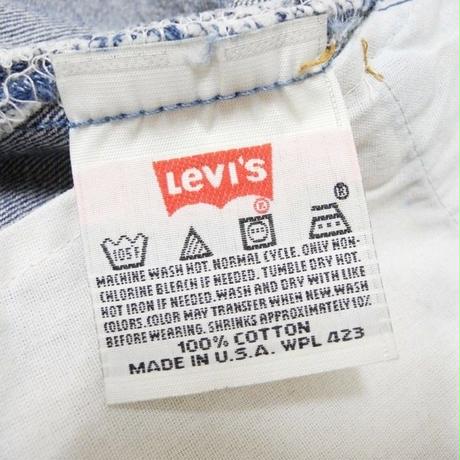 Levi's
®
105F ®
MACHINE WASH HOT. NORMAL CYCLE. ONLY NON-
CHLORINE BLEACH IF NEEDED. TUMBLE DRY HOT.
HOT IRON IF NEEDED. WASH AND DRY WITH LIKE
COLORS. COLOR MAY TRANSFER WHEN NEW. WASH
BEFORE WEARING. SHRINKS APPROXIMATELY 10%
100% COTTON
MADE IN U.S.A. WPL 423